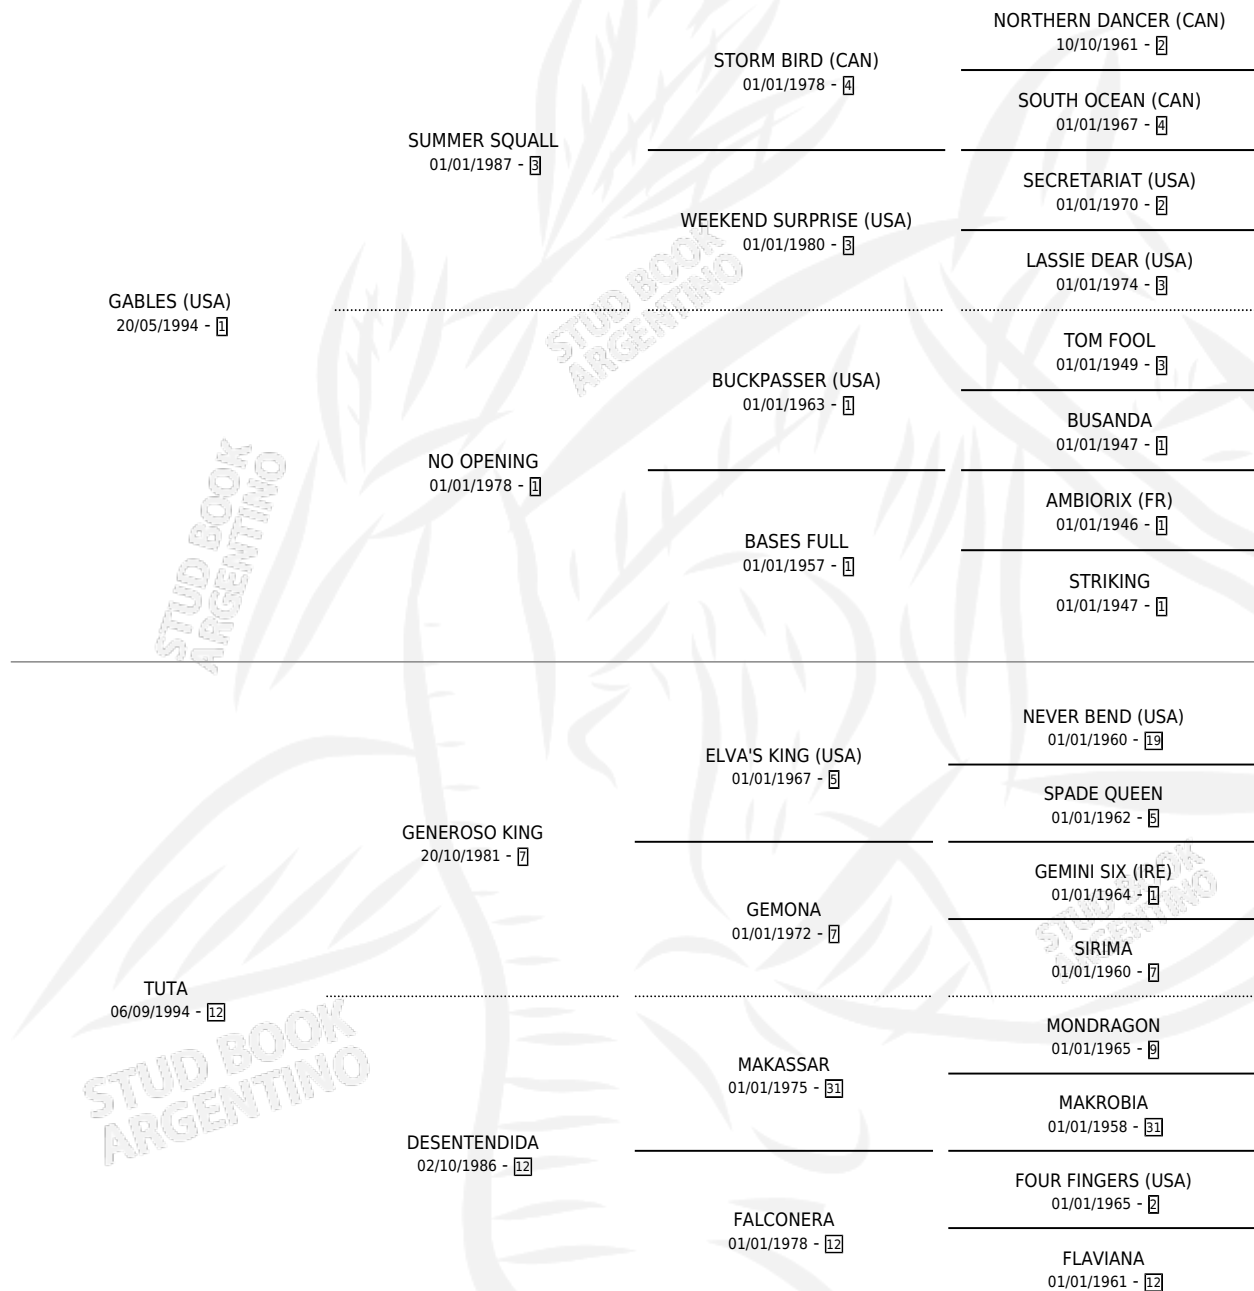 NORTHERN DANCER (CAN)
10/10/1961 - 2
STORM BIRD (CAN)
01/01/1978 - 4
SOUTH OCEAN (CAN)
01/01/1967 - 4
SUMMER SQUALL
01/01/1987 - 3
SECRETARIAT (USA)
01/01/1970 - 2
WEEKEND SURPRISE (USA)
01/01/1980 - 3
LASSIE DEAR (USA)
01/01/1974 - 3
GABLES (USA)
20/05/1994 - 1
STUD BOOK
ARGENTINO
TOM FOOL
01/01/1949 - 3
BUCKPASSER (USA)
01/01/1963 - 1
BUSANDA
01/01/1947 - 1
NO OPENING
01/01/1978 - 1
AMBIORIX (FR)
01/01/1946 - 1
BASES FULL
01/01/1957 - 1
STRIKING
01/01/1947 - 1
STUD BOOK
ARGENTINO
NEVER BEND (USA)
01/01/1960 - 19
ELVA'S KING (USA)
01/01/1967 - 5
SPADE QUEEN
01/01/1962 - 5
GENEROSO KING
20/10/1981 - 7
GEMINI SIX (IRE)
01/01/1964 - 1
GEMONA
01/01/1972 - 7
STUD BOOK
ARGENTINO
SIRIMA
01/01/1960 - 7
TUTA
06/09/1994 - 12
STUD BOOK
ARGENTINO
MONDRAGON
01/01/1965 - 9
MAKASSAR
01/01/1975 - 31
MAKROBIA
01/01/1958 - 31
DESENTENDIDA
02/10/1986 - 12
FOUR FINGERS (USA)
01/01/1965 - 2
FALCONERA
01/01/1978 - 12
FLAVIANA
01/01/1961 - 12